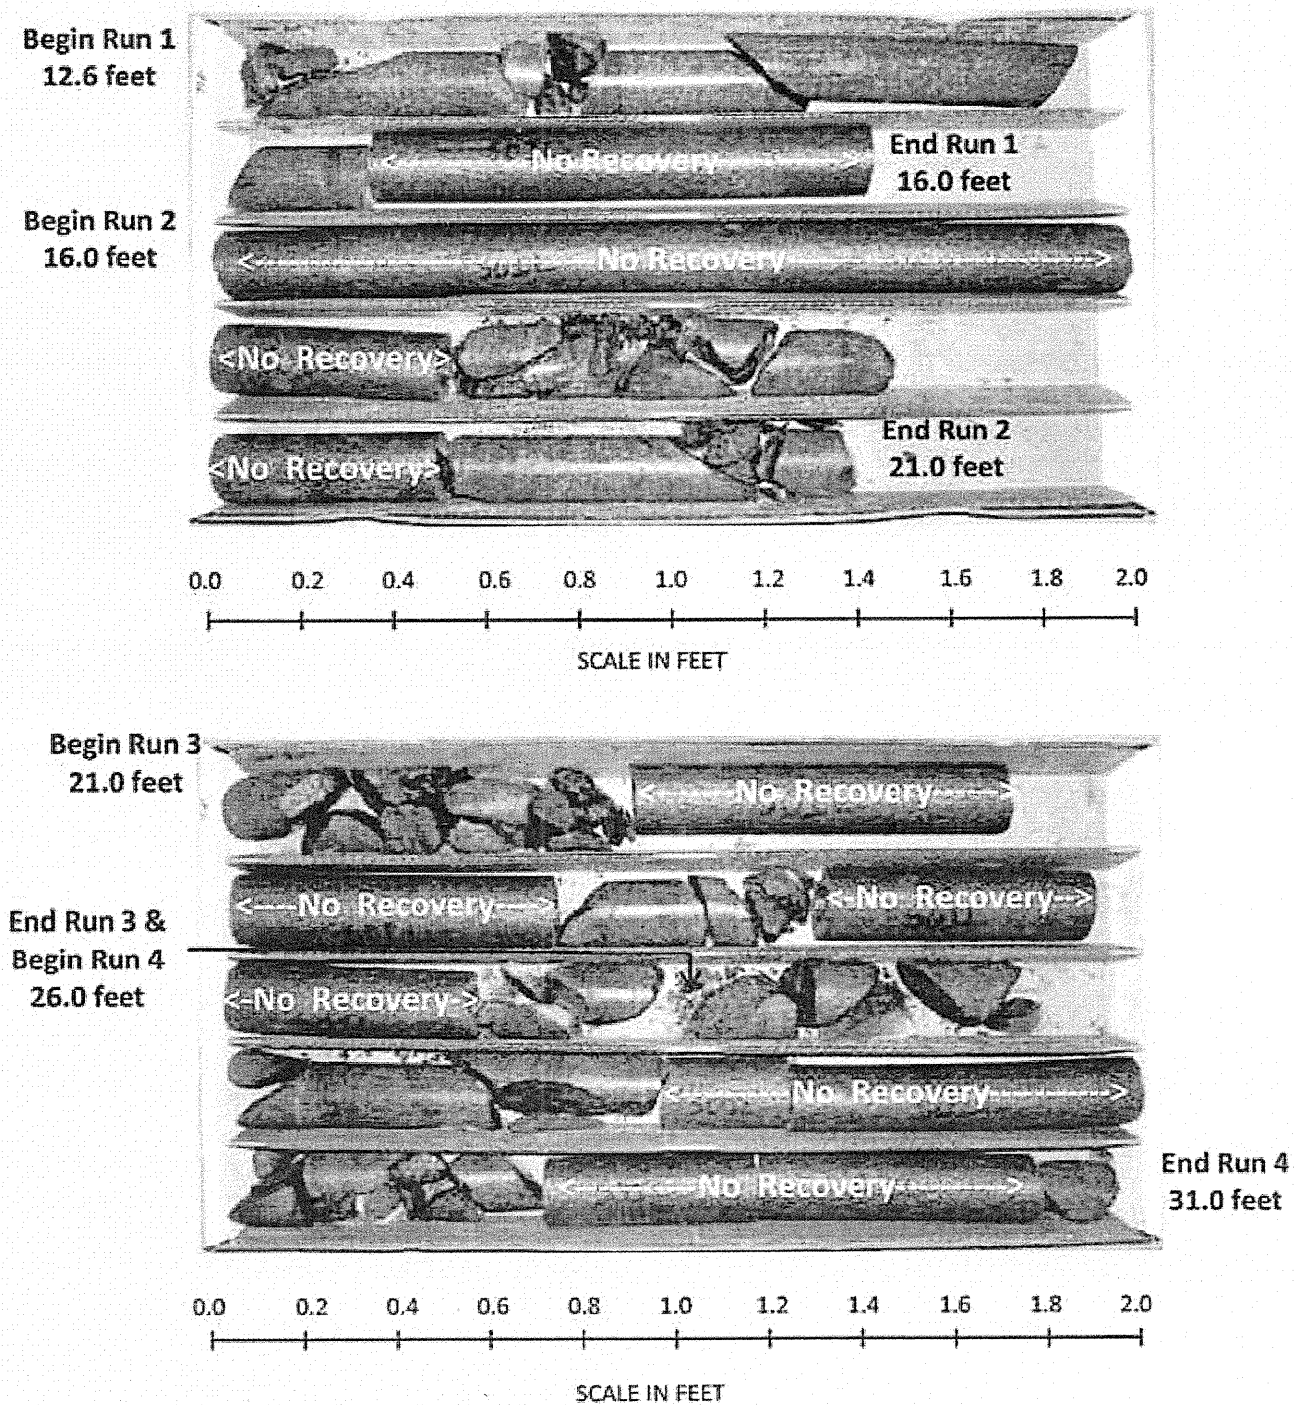 Begin Run 1
12.6 feet
<-------No Recovery-------->
End Run 1
16.0 feet
Begin Run 2
16.0 feet
<----------------------No Recovery---------------------->
<No Recovery>
<No Recovery>
End Run 2
21.0 feet
0.0 0.2 0.4 0.6 0.8 1.0 1.2 1.4 1.6 1.8 2.0
SCALE IN FEET
Begin Run 3
21.0 feet
<------No Recovery----->
<----No Recovery--->
<-No Recovery-->
End Run 3 &
Begin Run 4
26.0 feet
<-No Recovery->
<--------No Recovery--------->
<--------No Recovery-------->
End Run 4
31.0 feet
0.0 0.2 0.4 0.6 0.8 1.0 1.2 1.4 1.6 1.8 2.0
SCALE IN FEET